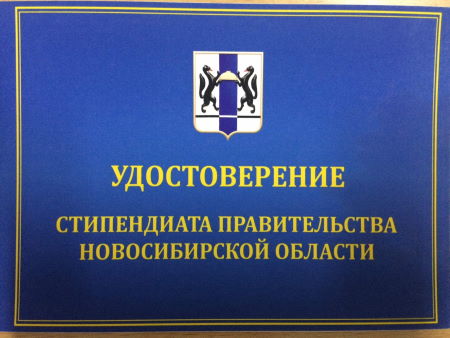 УДОСТОВЕРЕНИЕ
СТИПЕНДИАТА ПРАВИТЕЛЬСТВА
НОВОСИБИРСКОЙ ОБЛАСТИ